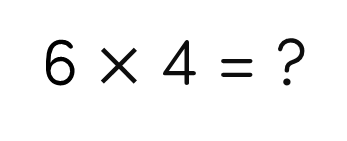 6 × 4 = ?